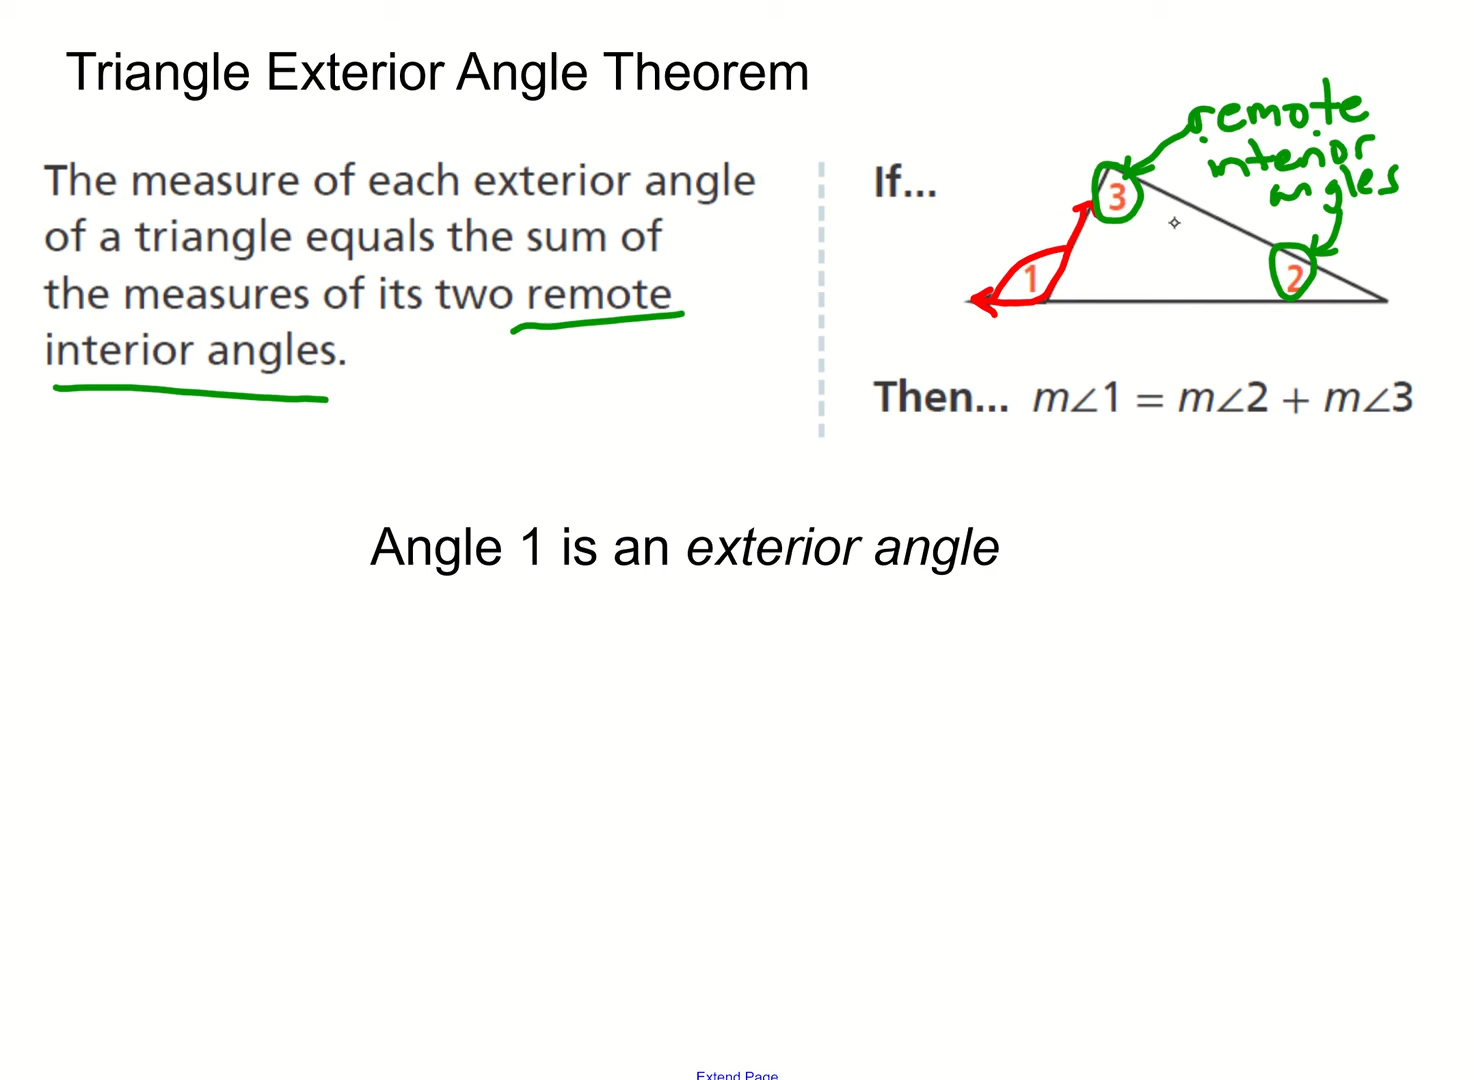 Triangle Exterior Angle Theorem
The measure of each exterior angle
of a triangle equals the sum of
the measures of its two remote
interior angles.
If...
remote
interior
angles
3
1
2
Then... m∠1 = m∠2 + m∠3
Angle 1 is an exterior angle
Extend Page